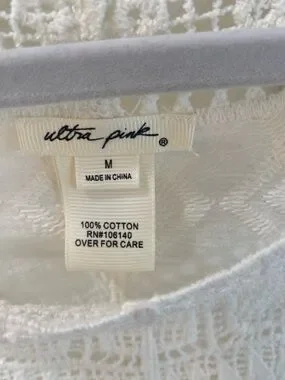 ultra pink ®
M
MADE IN CHINA
100% COTTON
RN#106140
OVER FOR CARE